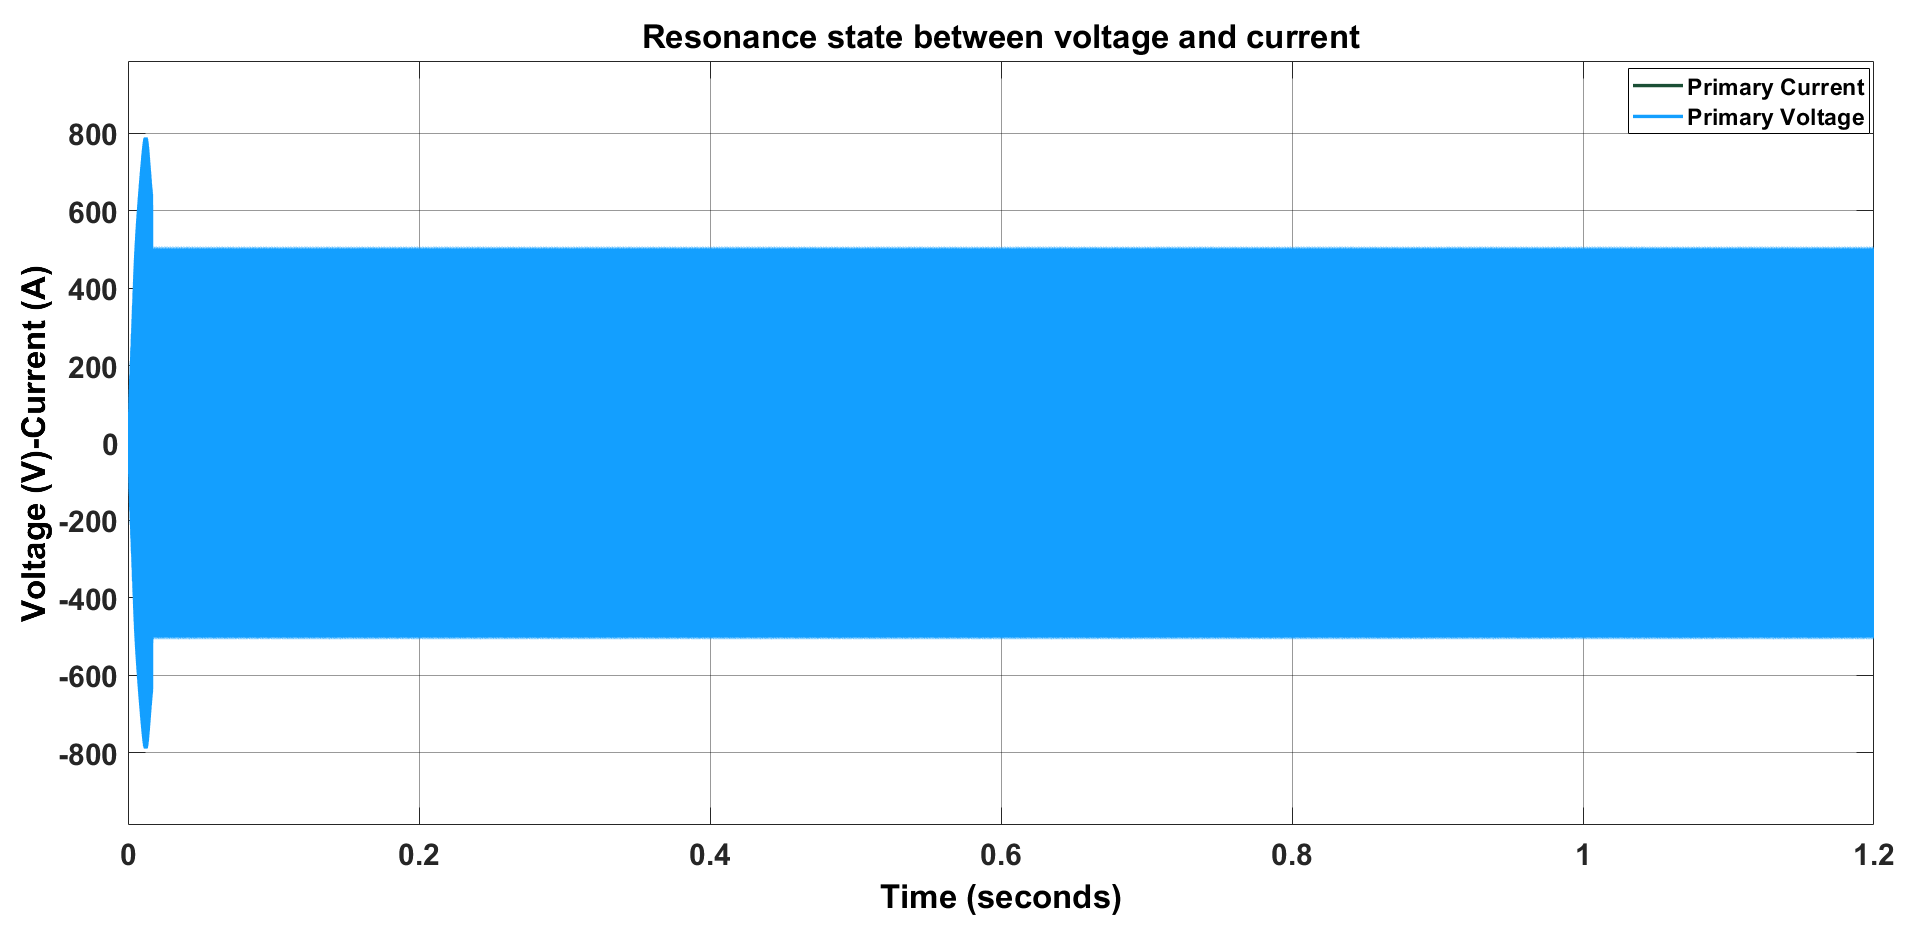 Resonance state between voltage and current
Primary Current
Primary Voltage
Voltage (V)-Current (A)
800
600
400
200
0
-200
-400
-600
-800
0 0.2 0.4 0.6 0.8 1 1.2
Time (seconds)